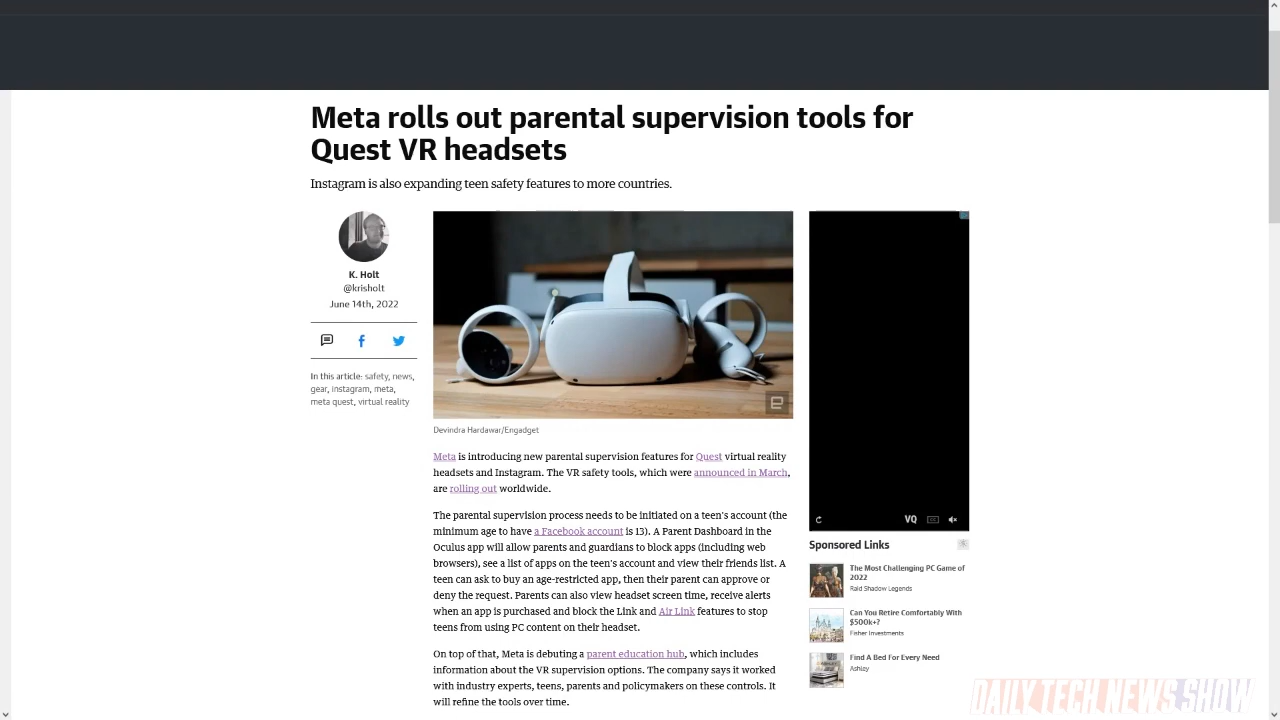 Meta rolls out parental supervision tools for
Quest VR headsets
Instagram is also expanding teen safety features to more countries.
K. Holt
@krisholt
June 14th, 2022
In this article: safety, news,
gear, instagram, meta,
meta quest, virtual reality
Devindra Hardawar/Engadget
Meta is introducing new parental supervision features for Quest virtual reality
headsets and Instagram. The VR safety tools, which were announced in March,
are rolling out worldwide.
The parental supervision process needs to be initiated on a teen's account (the
minimum age to have a Facebook account is 13). A Parent Dashboard in the
Oculus app will allow parents and guardians to block apps (including web
browsers), see a list of apps on the teen's account and view their friends list. A
teen can ask to buy an age-restricted app, then their parent can approve or
deny the request. Parents can also view headset screen time, receive alerts
when an app is purchased and block the Link and Air Link features to stop
teens from using PC content on their headset.
On top of that, Meta is debuting a parent education hub, which includes
information about the VR supervision options. The company says it worked
with industry experts, teens, parents and policymakers on these controls. It
will refine the tools over time.
VQ
CC
Sponsored Links
The Most Challenging PC Game of
2022
Raid Shadow Legends
Can You Retire Comfortably With
$500k+?
Fisher Investments
Find A Bed For Every Need
Ashley
DAILY TECH NEWS SHOW